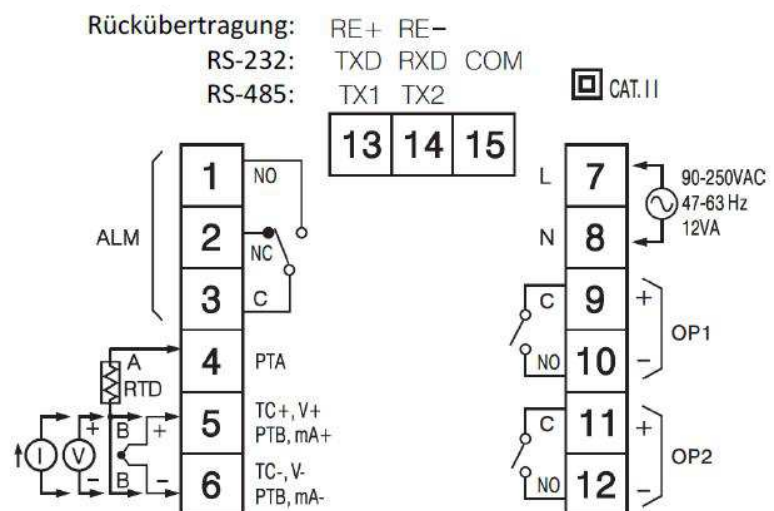 Rückübertragung: RE+ RE−
RS-232: TXD RXD COM
RS-485: TX1 TX2
CAT.II
13 14 15
ALM
1 NO
2 NC
3 C
4 PTA
A
RTD
5 TC+, V+
PTB, mA+
6 TC-, V-
PTB, mA-
I V + − B B + −
L 7
N 8
90-250VAC
47-63 Hz
12VA
C 9 +
NO 10 −
OP1
C 11 +
NO 12 −
OP2